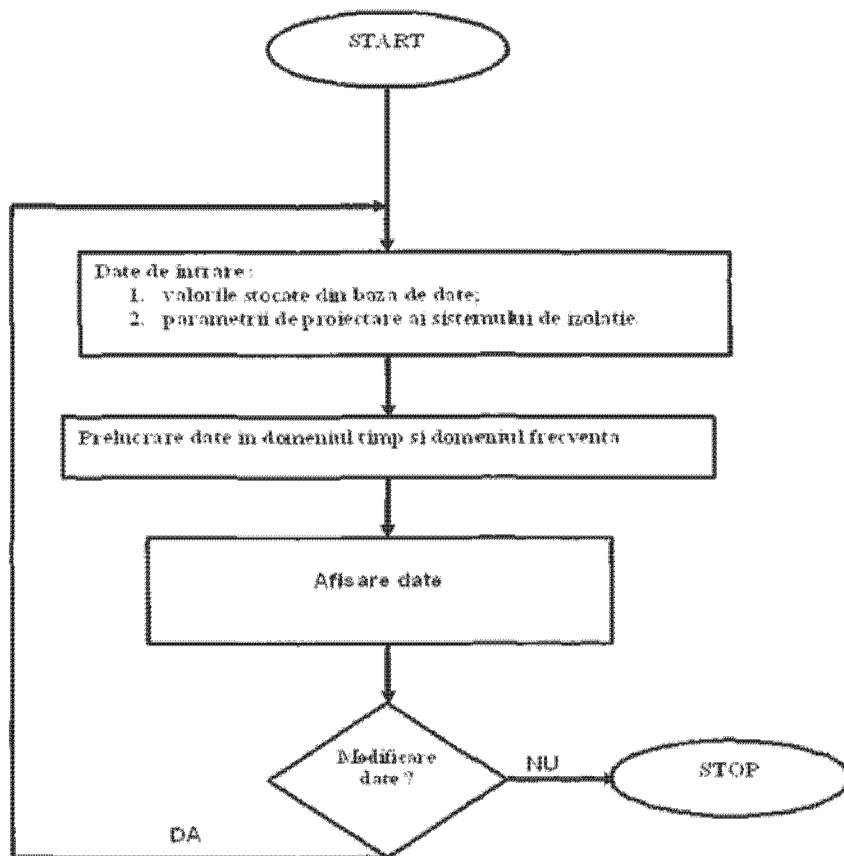 START
Date de intrare:
1. valorile stocate din baza de date;
2. parametrii de proiectare ai sistemului de izolatie.
Prelucrare date in domeniul timp si domeniul frecventa
Afisare date
Modificare
date ?
NU
STOP
DA